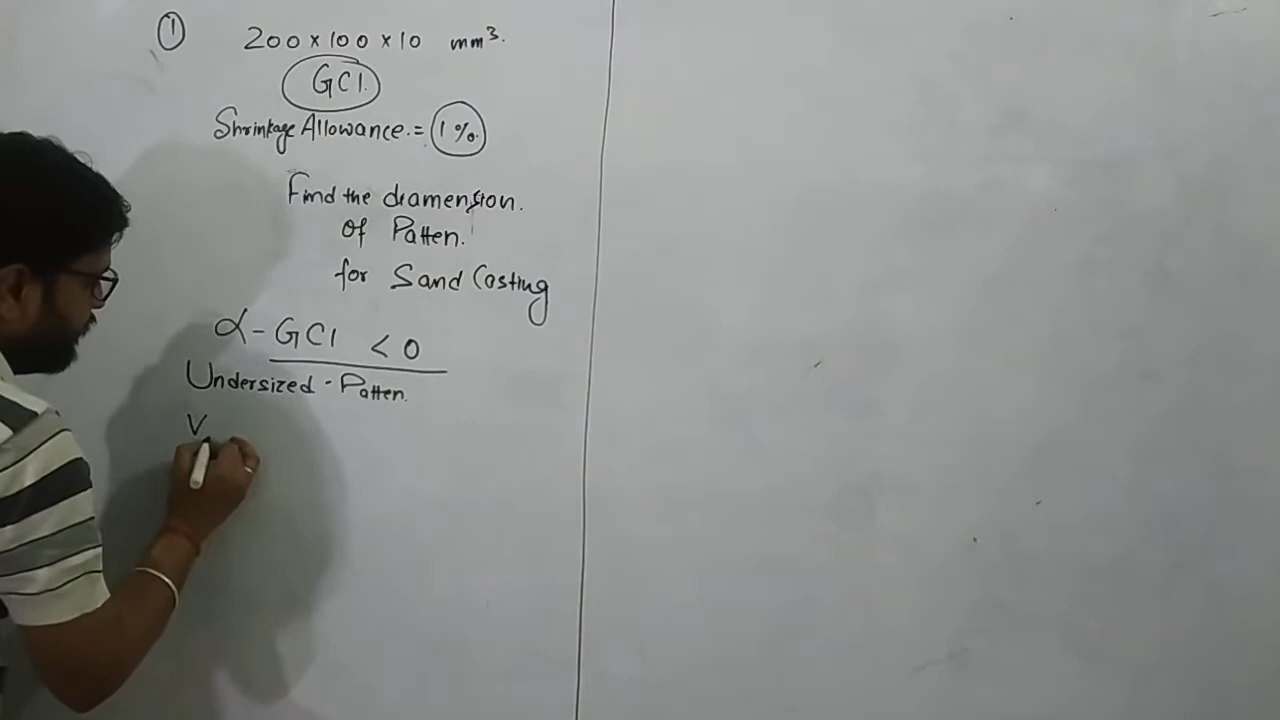 1 200 x 100 x 10 mm³.
GCI.
Shrinkage Allowance. = 1%.
Find the diamension.
of Patten.
for Sand Casting
α - GCI < 0
Undersized - Patten.
V